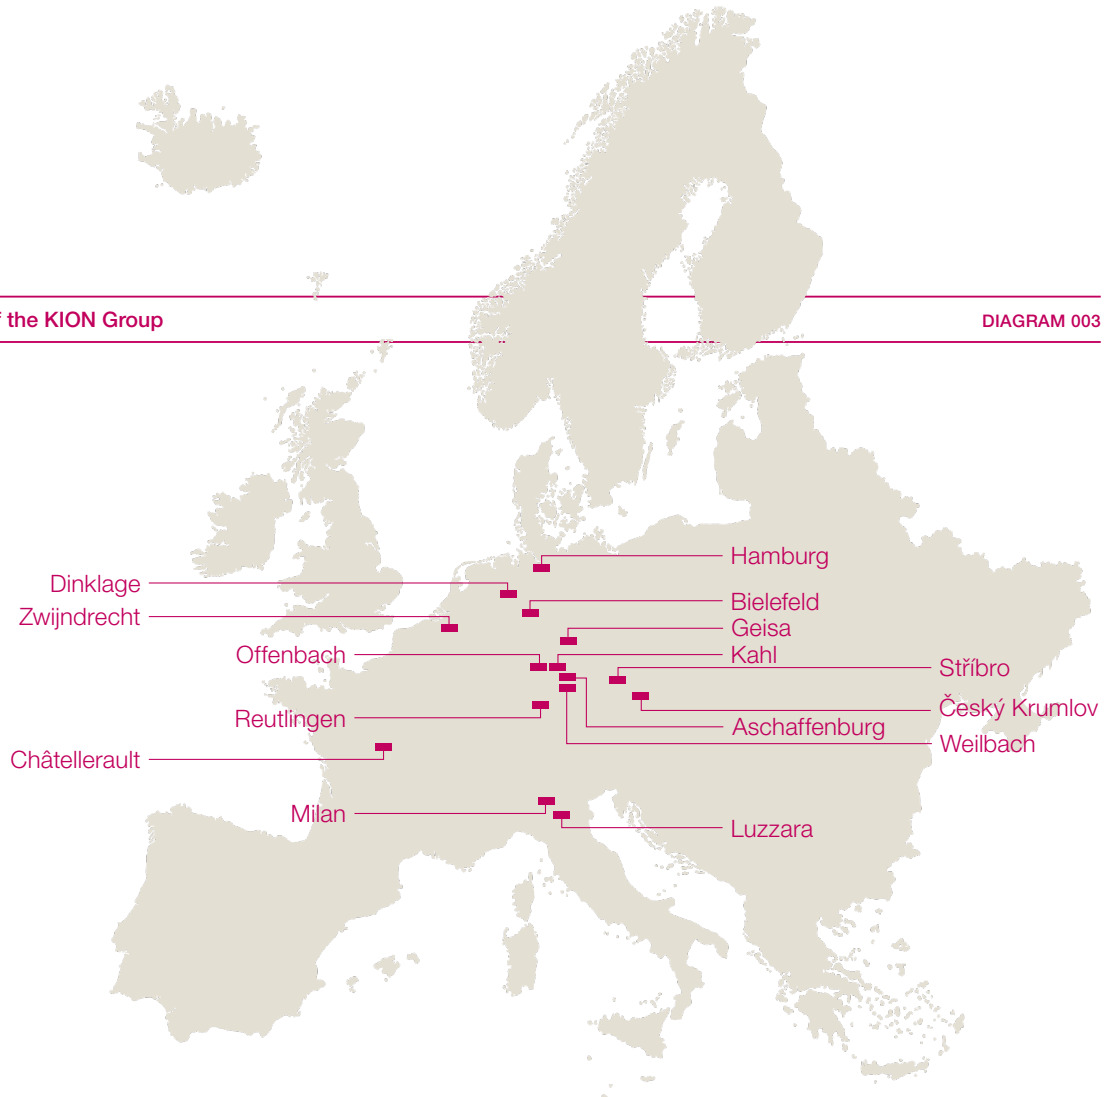 f the KION Group
DIAGRAM 003
Hamburg
Dinklage
Bielefeld
Zwijndrecht
Geisa
Offenbach
Kahl
Stříbro
Český Krumlov
Reutlingen
Aschaffenburg
Weilbach
Châtellerault
Milan
Luzzara